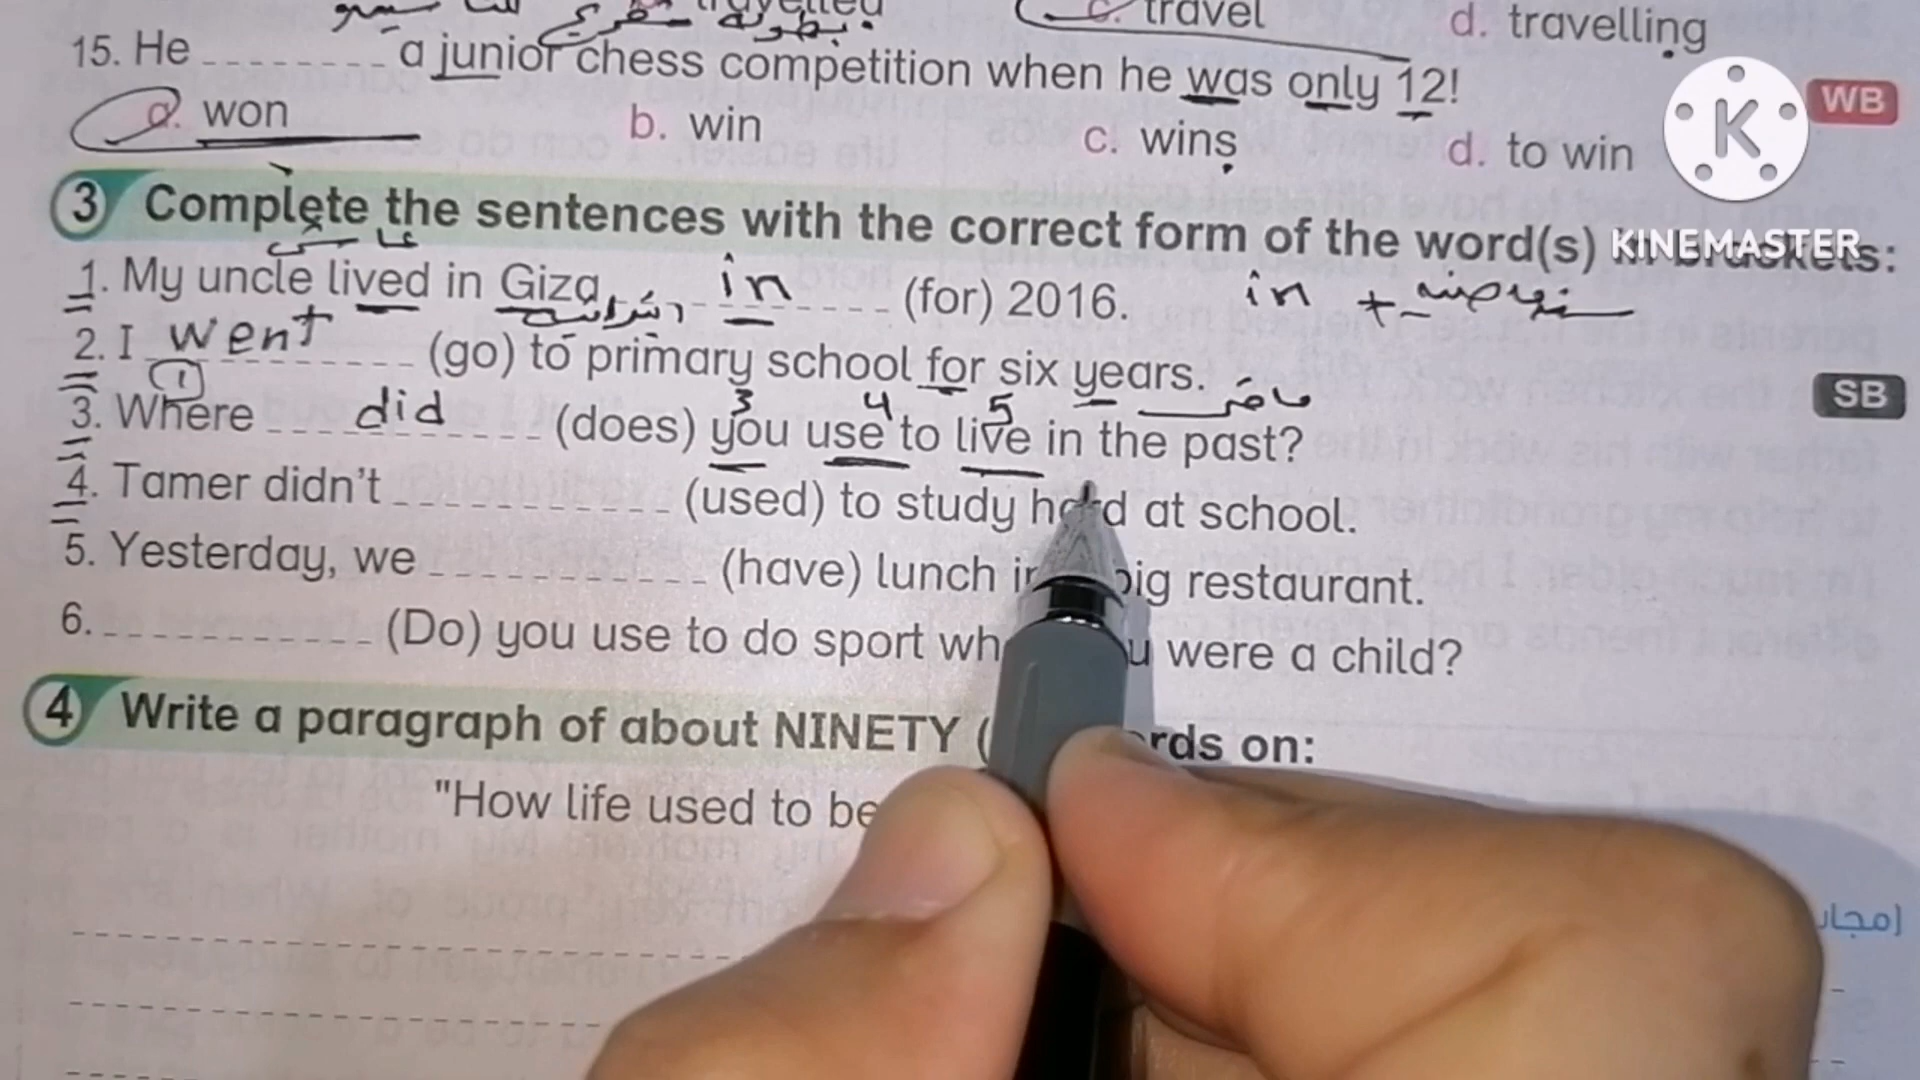 c. travel d. travelling
15. He -------- a junior chess competition when he was only 12!
WB
a. won b. win c. wins d. to win
K
3 Complete the sentences with the correct form of the word(s)
KINEMASTER
1. My uncle lived in Giza in (for) 2016. in +
2. I went (go) to primary school for six years.
SB
1 3 4 5 ماضى
3. Where did (does) you use to live in the past?
4. Tamer didn't ---------- (used) to study hard at school.
5. Yesterday, we ---------- (have) lunch in big restaurant.
6. ---------- (Do) you use to do sport were a child?
4 Write a paragraph of about NINETY ( on:
"How life used to be